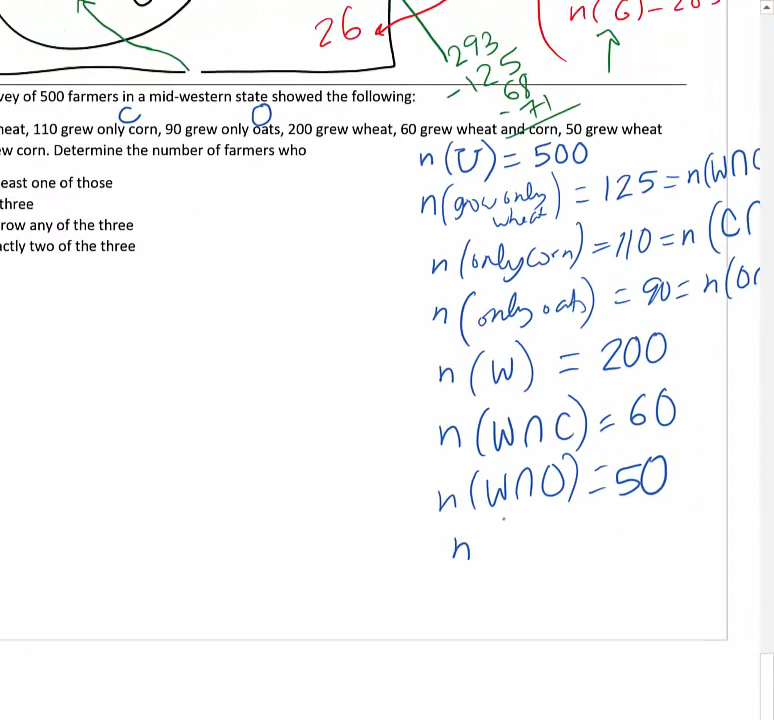 26
293
n(G)=
-125
68
-71
vey of 500 farmers in a mid-western state showed the following:
C O
heat, 110 grew only corn, 90 grew only oats, 200 grew wheat, 60 grew wheat and corn, 50 grew wheat
ew corn. Determine the number of farmers who
east one of those
three
row any of the three
actly two of the three
n(U) = 500
n(grow only wheat) = 125 = n(W∩C
n(only corn) = 110 = n(C∩
n(only oats) = 90 = n(O∩
n(W) = 200
n(W∩C) = 60
n(W∩O) = 50
n